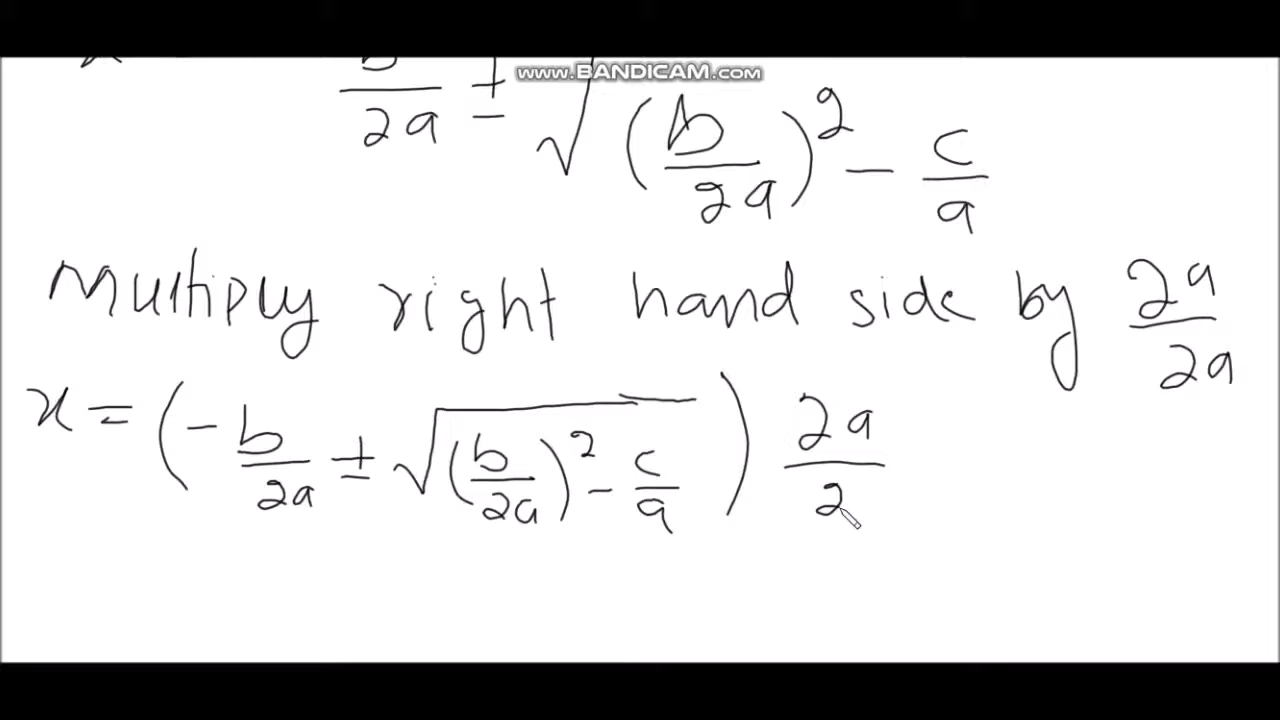 www.BANDICAM.com
b/2a ± √(b/2a)² - c/a
Multiply right hand side by 2a/2a
x = (-b/2a ± √(b/2a)² - c/a) 2a/2